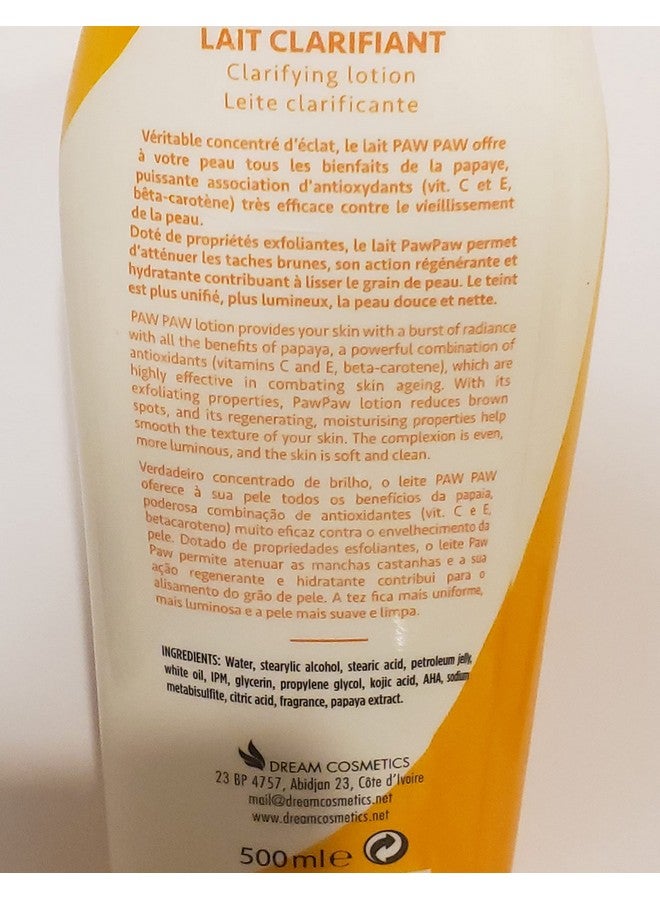 LAIT CLARIFIANT
Clarifying lotion
Leite clarificante
Véritable concentré d'éclat, le lait PAW PAW offre
à votre peau tous les bienfaits de la papaye,
puissante association d'antioxydants (vit. C et E,
bêta-carotène) très efficace contre le vieillissement
de la peau.
Doté de propriétés exfoliantes, le lait PawPaw permet
d'atténuer les taches brunes, son action régénérante et
hydratante contribuant à lisser le grain de peau. Le teint
est plus unifié, plus lumineux, la peau douce et nette.
PAW PAW lotion provides your skin with a burst of radiance
with all the benefits of papaya, a powerful combination of
antioxidants (vitamins C and E, beta-carotene), which are
highly effective in combating skin ageing. With its
exfoliating properties, PawPaw lotion reduces brown
spots, and its regenerating, moisturising properties help
smooth the texture of your skin. The complexion is even,
more luminous, and the skin is soft and clean.
Verdadeiro concentrado de brilho, o leite PAW PAW
oferece à sua pele todos os benefícios da papaia,
poderosa combinação de antioxidantes (vit. C e E,
betacaroteno) muito eficaz contra o envelhecimento da
pele. Dotado de propriedades esfoliantes, o leite Paw
Paw permite atenuar as manchas castanhas e a sua
ação regenerante e hidratante contribui para o
alisamento do grão de pele. A tez fica mais uniforme,
mais luminosa e a pele mais suave e limpa.
INGREDIENTS: Water, stearylic alcohol, stearic acid, petroleum jelly,
white oil, IPM, glycerin, propylene glycol, kojic acid, AHA, sodium
metabisulfite, citric acid, fragrance, papaya extract.
DREAM COSMETICS
23 BP 4757, Abidjan 23, Côte d'Ivoire
mail@dreamcosmetics.net
www.dreamcosmetics.net
500ml e